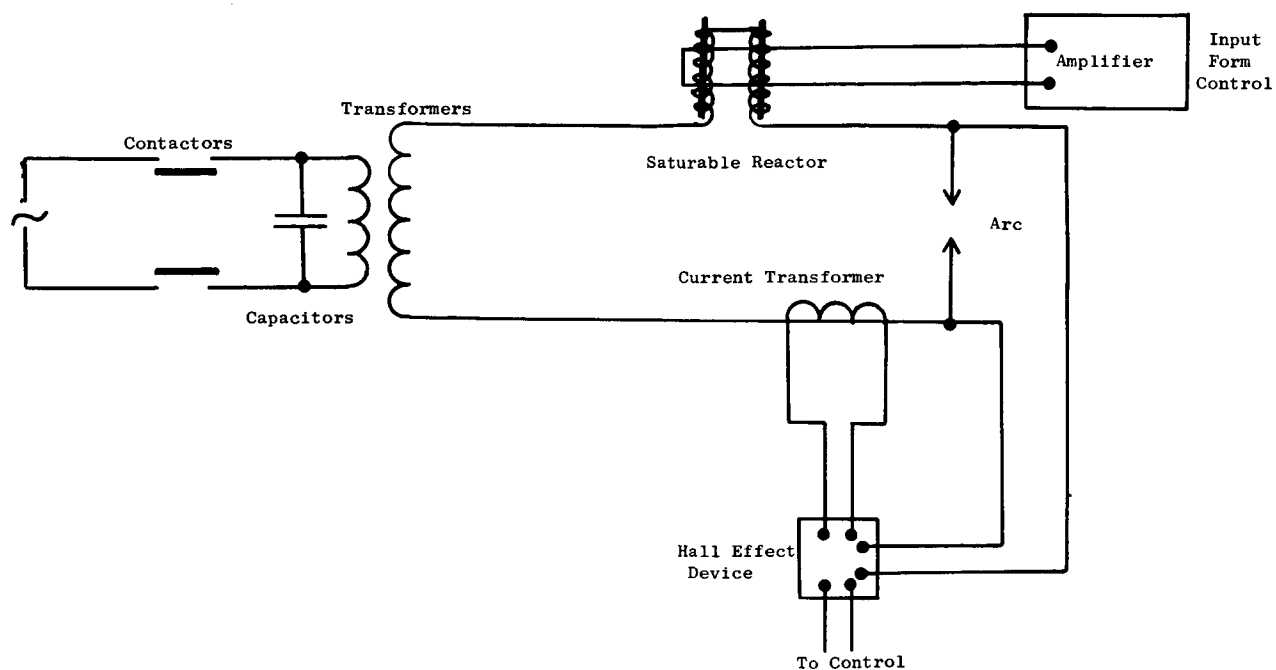 Amplifier
Input
Form
Control
Transformers
Contactors
Saturable Reactor
Arc
Current Transformer
Capacitors
Hall Effect
Device
To Control